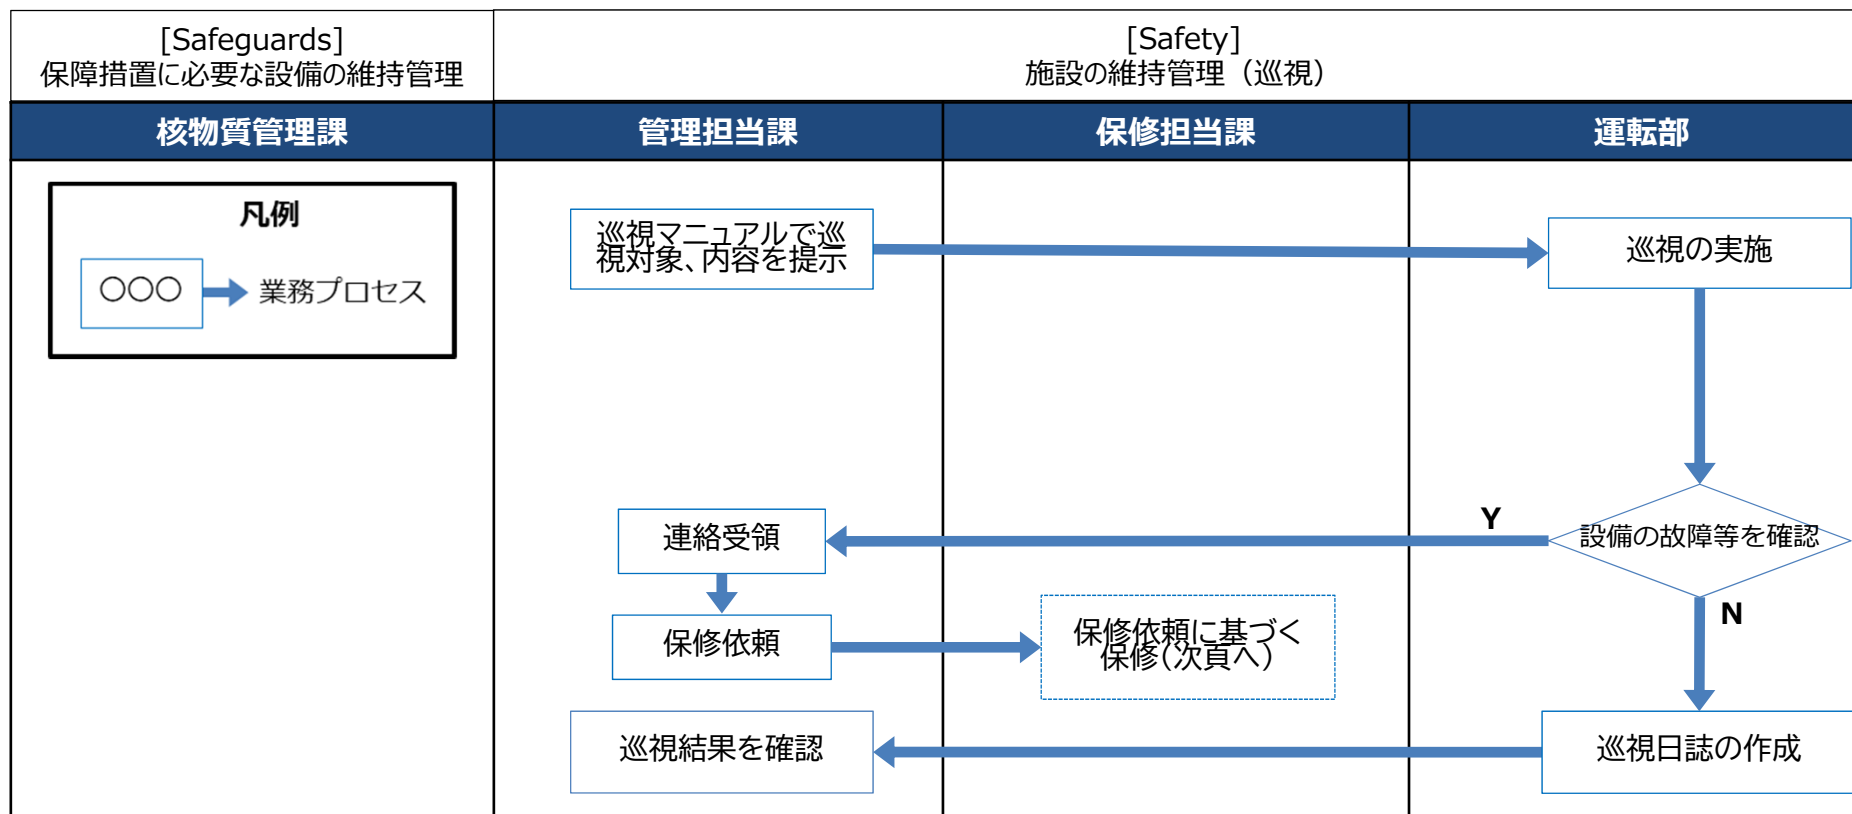 [Safeguards]
保障措置に必要な設備の維持管理
[Safety]
施設の維持管理（巡視）
核物質管理課
管理担当課
保修担当課
運転部
凡例
〇〇〇
業務プロセス
巡視マニュアルで巡
視対象、内容を提示
巡視の実施
設備の故障等を確認
Y
N
連絡受領
保修依頼
保修依頼に基づく
保修（次頁へ）
巡視日誌の作成
巡視結果を確認